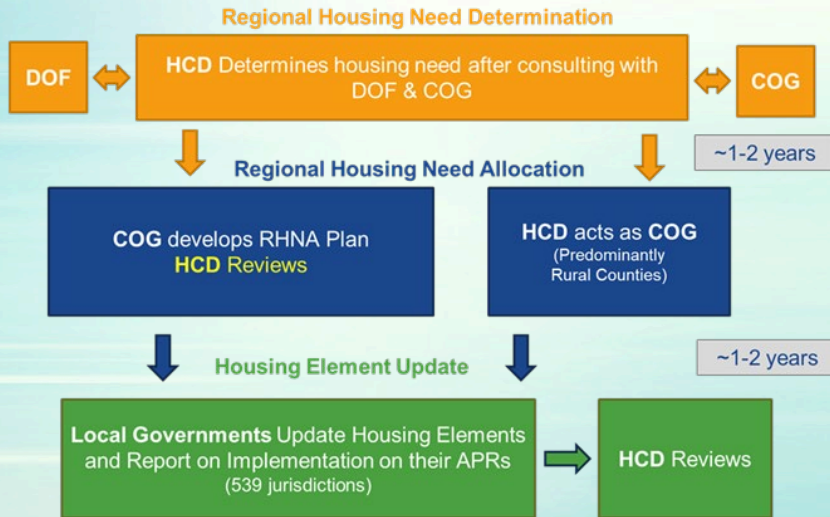 Regional Housing Need Determination
DOF
HCD Determines housing need after consulting with
DOF & COG
COG
~1-2 years
Regional Housing Need Allocation
COG develops RHNA Plan
HCD Reviews
HCD acts as COG
(Predominantly
Rural Counties)
~1-2 years
Housing Element Update
Local Governments Update Housing Elements
and Report on Implementation on their APRs
(539 jurisdictions)
HCD Reviews